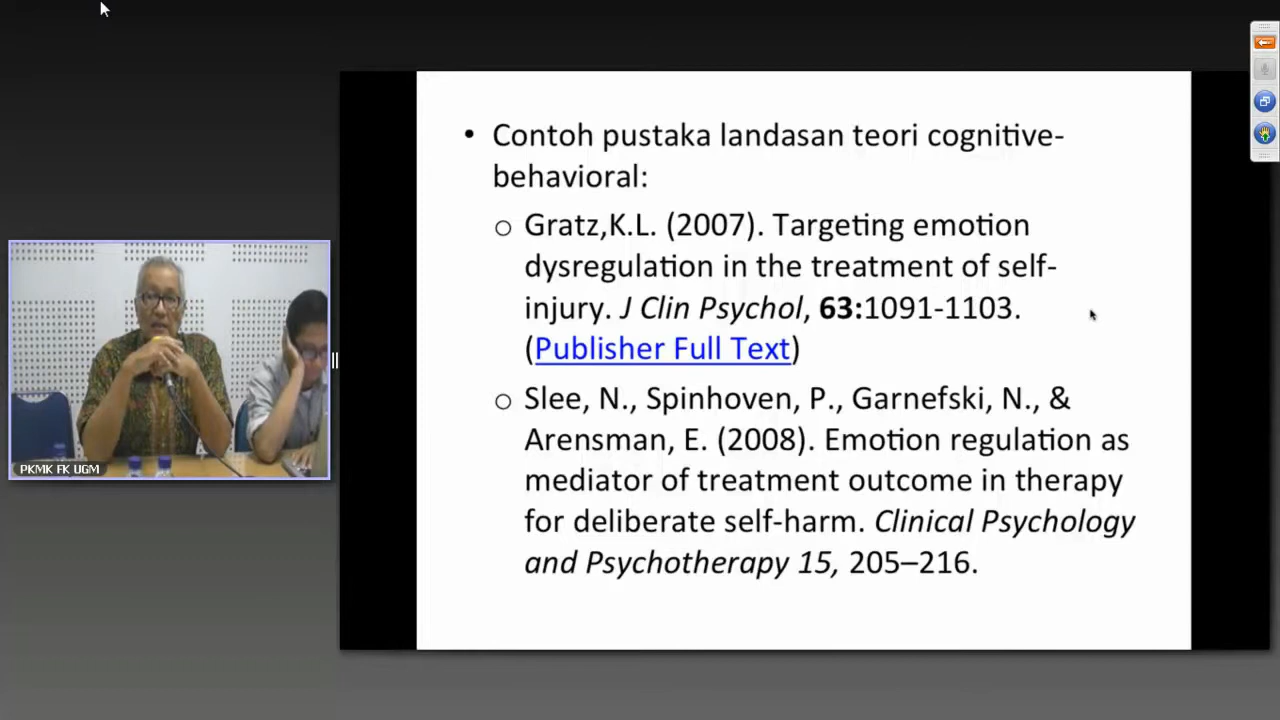 • Contoh pustaka landasan teori cognitive-
behavioral:
o Gratz,K.L. (2007). Targeting emotion
dysregulation in the treatment of self-
injury. J Clin Psychol, 63:1091-1103.
(Publisher Full Text)
o Slee, N., Spinhoven, P., Garnefski, N., &
Arensman, E. (2008). Emotion regulation as
mediator of treatment outcome in therapy
for deliberate self-harm. Clinical Psychology
and Psychotherapy 15, 205–216.
PKMK FK UGM